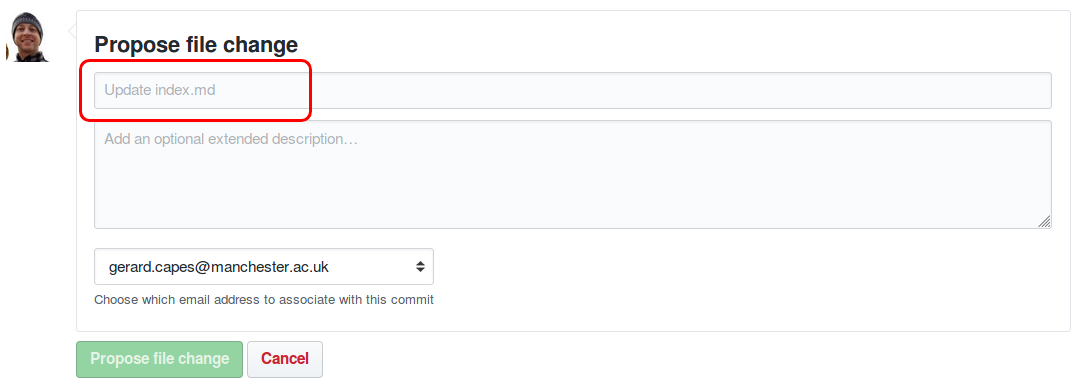 Propose file change
Update index.md
Add an optional extended description…
gerard.capes@manchester.ac.uk
Choose which email address to associate with this commit
Propose file change
Cancel